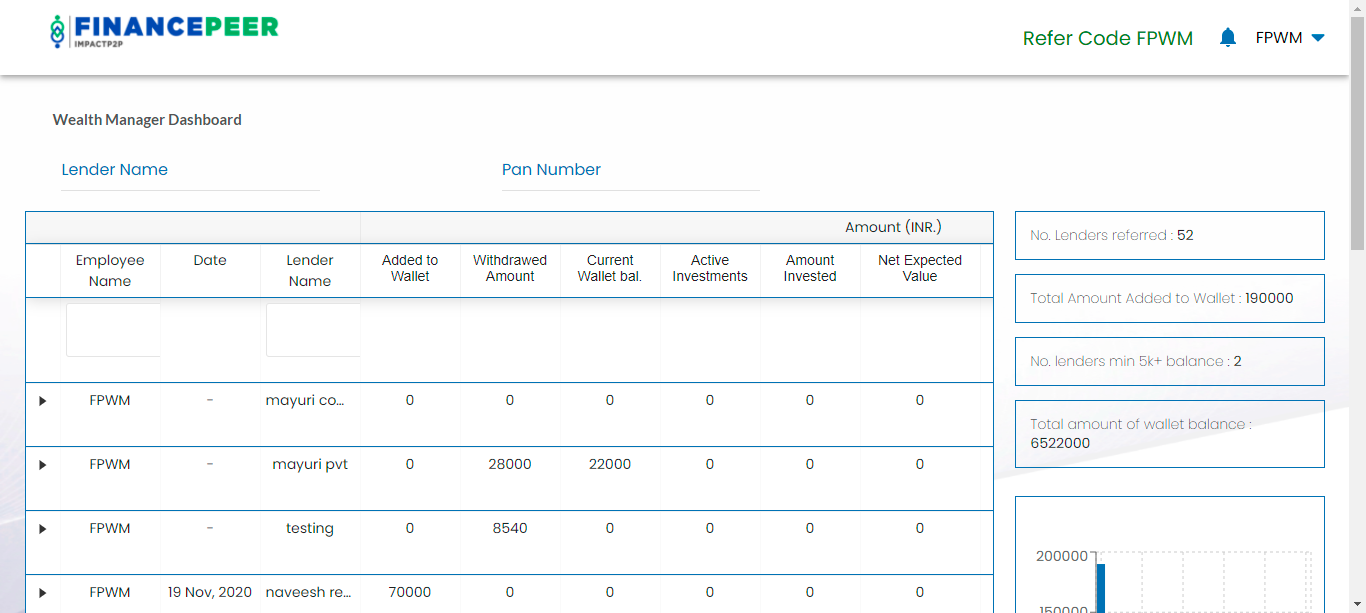 FINANCEPEER
IMPACTP2P
Refer Code FPWM
FPWM
Wealth Manager Dashboard
Lender Name
Pan Number
Amount (INR.)
Employee Name
Date
Lender Name
Added to Wallet
Withdrawed Amount
Current Wallet bal.
Active Investments
Amount Invested
Net Expected Value
FPWM - mayuri co... 0 0 0 0 0 0
FPWM - mayuri pvt 0 28000 22000 0 0 0
FPWM - testing 0 8540 0 0 0 0
FPWM 19 Nov, 2020 naveesh re... 70000 0 0 0 0 0
No. Lenders referred : 52
Total Amount Added to Wallet : 190000
No. lenders min 5k+ balance : 2
Total amount of wallet balance :
6522000
200000
150000